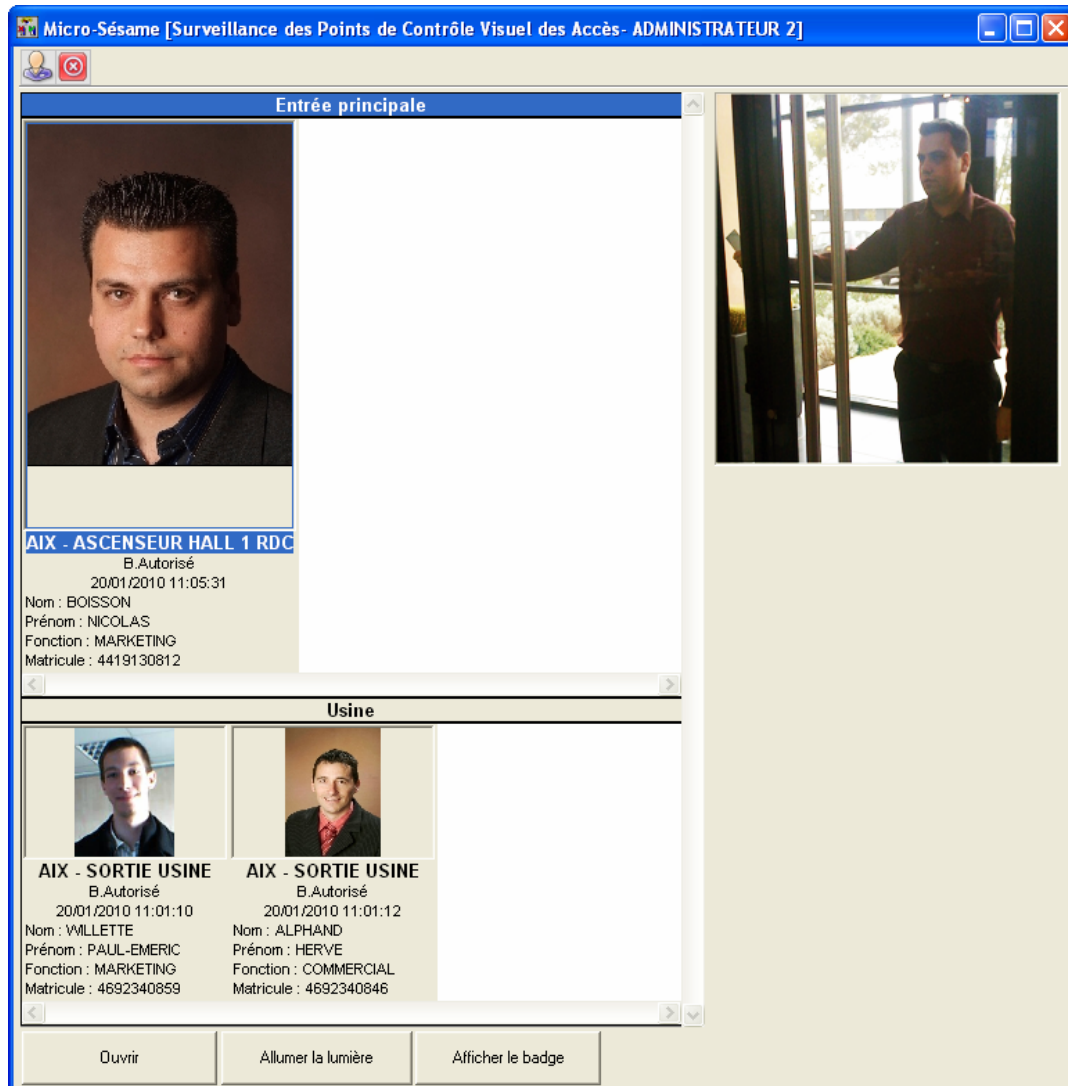 Micro-Sésame [Surveillance des Points de Contrôle Visuel des Accès- ADMINISTRATEUR 2]
Entrée principale
AIX - ASCENSEUR HALL 1 RDC
B.Autorisé
20/01/2010 11:05:31
Nom : BOISSON
Prénom : NICOLAS
Fonction : MARKETING
Matricule : 4419130812
Usine
AIX - SORTIE USINE
B.Autorisé
20/01/2010 11:01:10
Nom : WILLETTE
Prénom : PAUL-EMERIC
Fonction : MARKETING
Matricule : 4692340859
AIX - SORTIE USINE
B.Autorisé
20/01/2010 11:01:12
Nom : ALPHAND
Prénom : HERVE
Fonction : COMMERCIAL
Matricule : 4692340846
Ouvrir
Allumer la lumière
Afficher le badge